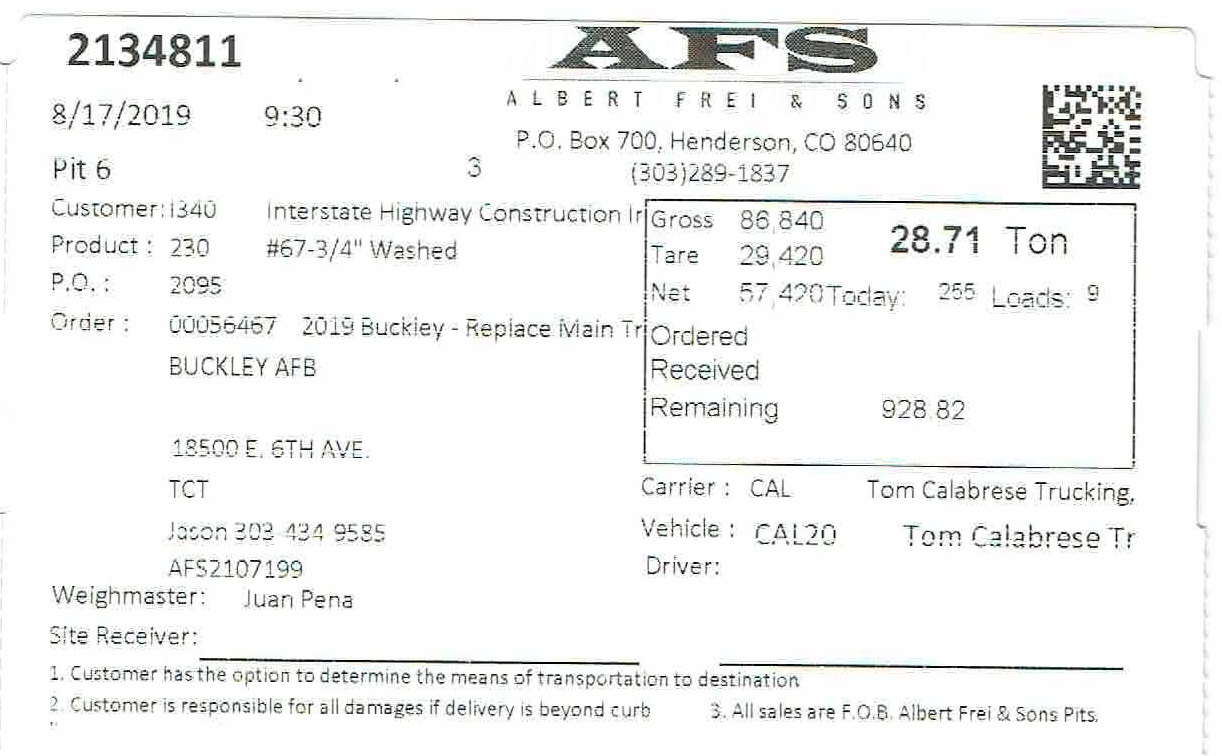 2134811
AFS
ALBERT FREI & SONS
8/17/2019 9:30
P.O. Box 700, Henderson, CO 80640
Pit 6 3 (303)289-1837
Customer: I340 Interstate Highway Construction Ir
Gross 86,840 28.71 Ton
Product : 230 #67-3/4" Washed
Tare 29,420
P.O. : 2095
Net 57,420 Today: 255 Loads: 9
Order : 00056467 2019 Buckley - Replace Main Tr
Ordered
BUCKLEY AFB
Received
Remaining 928.82
18500 E. 6TH AVE.
TCT
Carrier : CAL Tom Calabrese Trucking,
Jason 303 434 9585
Vehicle : CAL20 Tom Calabrese Tr
AFS2107199
Driver:
Weighmaster: Juan Pena
Site Receiver:
1. Customer has the option to determine the means of transportation to destination
2. Customer is responsible for all damages if delivery is beyond curb 3. All sales are F.O.B. Albert Frei & Sons Pits.